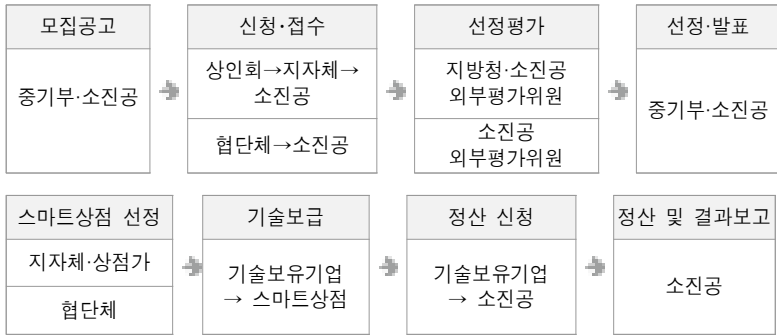 모집공고
중기부·소진공
신청·접수
상인회→지자체→
소진공
협단체→소진공
선정평가
지방청·소진공
외부평가위원
소진공
외부평가위원
선정·발표
중기부·소진공
스마트상점 선정
지자체·상점가
협단체
기술보급
기술보유기업
→ 스마트상점
정산 신청
기술보유기업
→ 소진공
정산 및 결과보고
소진공